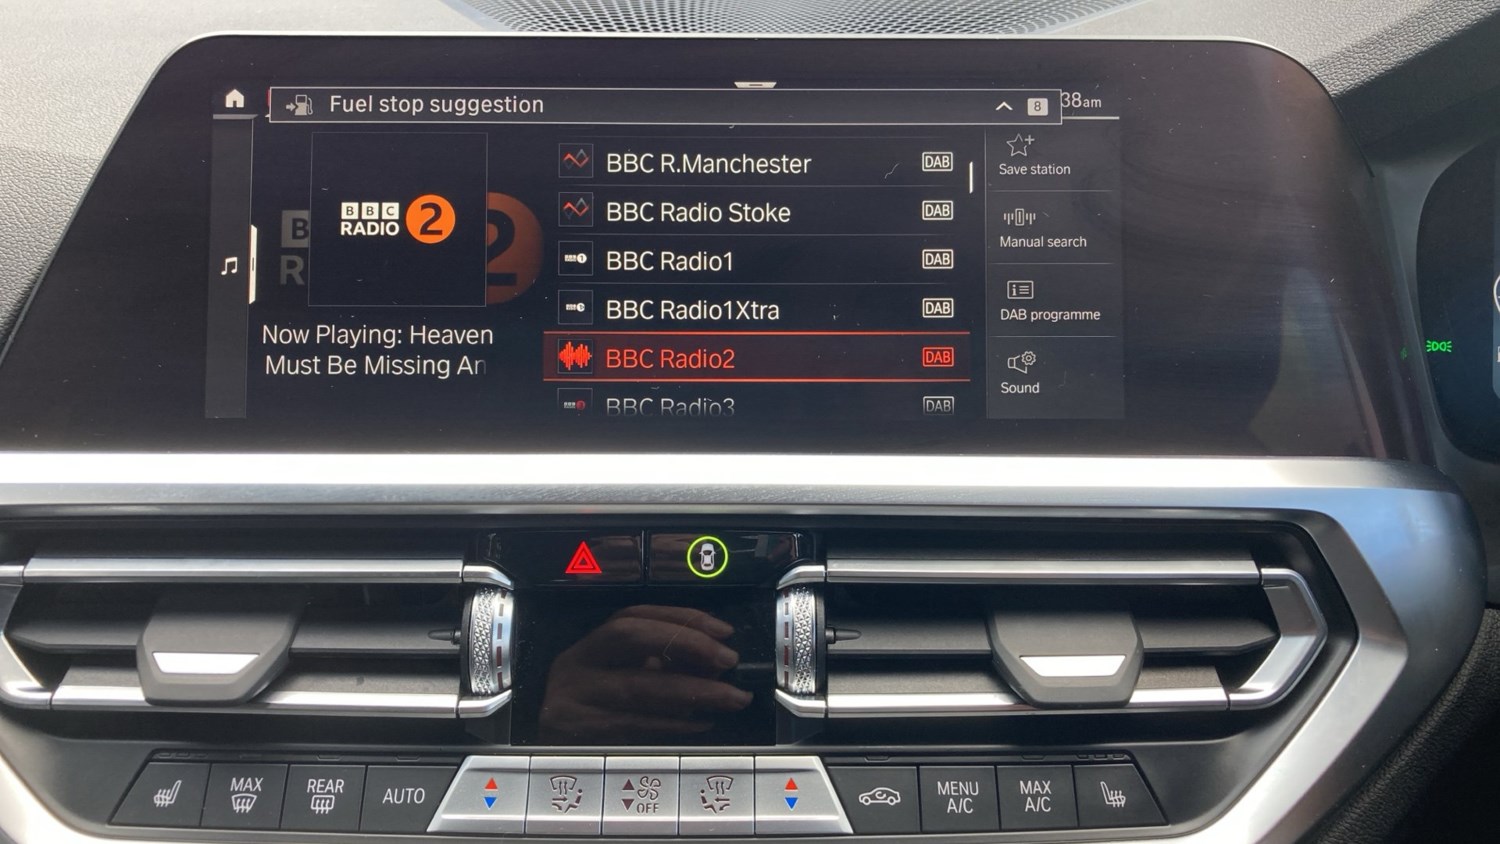 Fuel stop suggestion
8
38am
BBC
RADIO 2
Now Playing: Heaven
Must Be Missing An
BBC R.Manchester DAB
BBC Radio Stoke DAB
BBC Radio1 DAB
BBC Radio1Xtra DAB
BBC Radio2 DAB
BBC Radio3 DAB
Save station
Manual search
DAB programme
Sound
MAX
REAR
AUTO
OFF
MENU
A/C
MAX
A/C